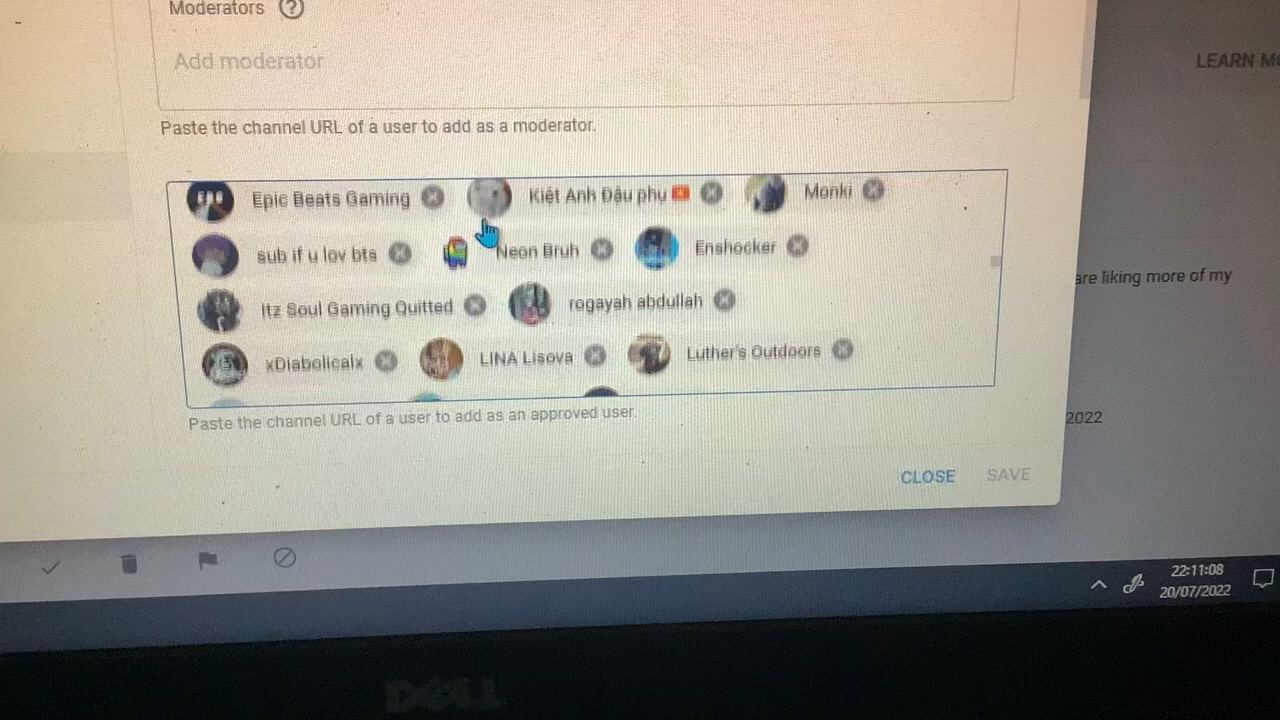 Moderators ?
LEARN M
Add moderator
Paste the channel URL of a user to add as a moderator.
Epic Beats Gaming Kiệt Anh Đậu phụ 🇻🇳 Monki
sub if u lov bts Neon Bruh Enshocker
are liking more of my
Itz Soul Gaming Quitted rogayah abdullah
xDiabolicalx LINA Lisova Luther's Outdoors
Paste the channel URL of a user to add as an approved user.
2022
CLOSE SAVE
22:11:08
20/07/2022
DELL